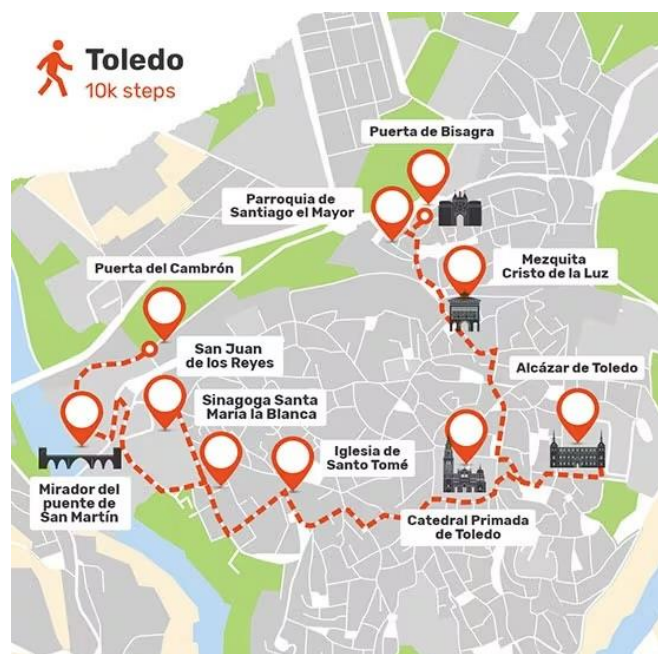 Toledo
10k steps
Puerta de Bisagra
Parroquia de
Santiago el Mayor
Mezquita
Cristo de la Luz
Puerta del Cambrón
San Juan
de los Reyes
Alcázar de Toledo
Sinagoga Santa
María la Blanca
Iglesia de
Santo Tomé
Mirador del
puente de
San Martín
Catedral Primada
de Toledo